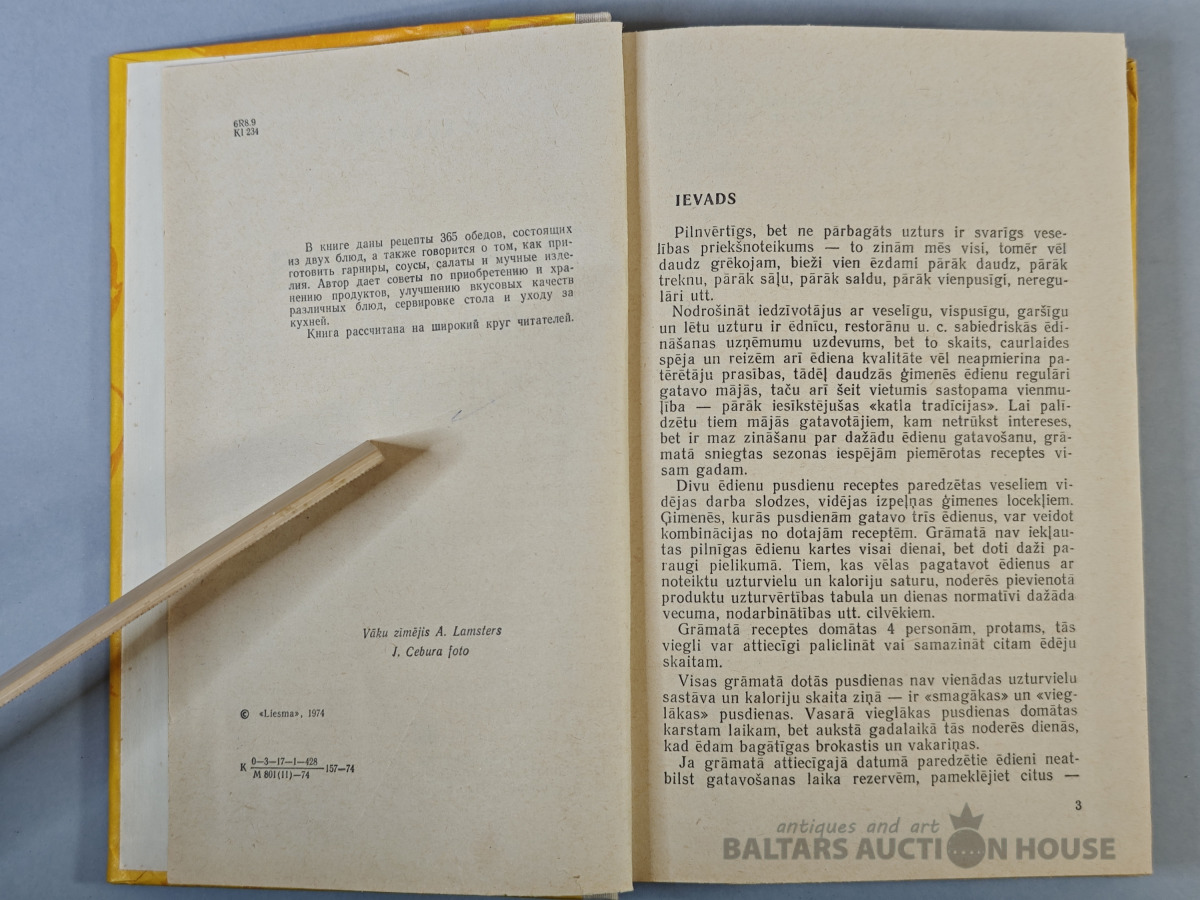 6R8.9
Kl 234
В книге даны рецепты 365 обедов, состоящих
из двух блюд, а также говорится о том, как при-
готовить гарниры, соусы, салаты и мучные изде-
лия. Автор дает советы по приобретению и хра-
нению продуктов, улучшению вкусовых качеств
различных блюд, сервировке стола и уходу за
кухней.
Книга рассчитана на широкий круг читателей.
Vāku zīmējis A. Lamsters
J. Cebura foto
© «Liesma», 1974
K 0—3—17—1—428
M 801(11)—74 157—74
IEVADS
Pilnvērtīgs, bet ne pārbagāts uzturs ir svarīgs vese-
lības priekšnoteikums — to zinām mēs visi, tomēr vēl
daudz grēkojam, bieži vien ēzdami pārāk daudz, pārāk
treknu, pārāk sāļu, pārāk saldu, pārāk vienpusīgi, neregu-
lāri utt.
Nodrošināt iedzīvotājus ar veselīgu, vispusīgu, garšīgu
un lētu uzturu ir ēdnīcu, restorānu u. c. sabiedriskās ēdi-
nāšanas uzņēmumu uzdevums, bet to skaits, caurlaides
spēja un reizēm arī ēdiena kvalitāte vēl neapmierina pa-
tērētāju prasības, tādēļ daudzās ģimenēs ēdienu regulāri
gatavo mājās, taču arī šeit vietumis sastopama vienmu-
ļība — pārāk iesīkstējušas «katla tradīcijas». Lai palī-
dzētu tiem mājās gatavotājiem, kam netrūkst intereses,
bet ir maz zināšanu par dažādu ēdienu gatavošanu, grā-
matā sniegtas sezonas iespējām piemērotas receptes vi-
sam gadam.
Divu ēdienu pusdienu receptes paredzētas veseliem vi-
dējas darba slodzes, vidējas izpeļņas ģimenes locekļiem.
Ģimenēs, kurās pusdienām gatavo trīs ēdienus, var veidot
kombinācijas no dotajām receptēm. Grāmatā nav iekļau-
tas pilnīgas ēdienu kartes visai dienai, bet doti daži pa-
raugi pielikumā. Tiem, kas vēlas pagatavot ēdienus ar
noteiktu uzturvielu un kaloriju saturu, noderēs pievienotā
produktu uzturvērtības tabula un dienas normatīvi dažāda
vecuma, nodarbinātības utt. cilvēkiem.
Grāmatā receptes domātas 4 personām, protams, tās
viegli var attiecīgi palielināt vai samazināt citam ēdēju
skaitam.
Visas grāmatā dotās pusdienas nav vienādas uzturvielu
sastāva un kaloriju skaita ziņā — ir «smagākas» un «vieg-
lākas» pusdienas. Vasarā vieglākas pusdienas domātas
karstam laikam, bet aukstā gadalaikā tās noderēs dienās,
kad ēdam bagātīgas brokastis un vakariņas.
Ja grāmatā attiecīgajā datumā paredzētie ēdieni neat-
bilst gatavošanas laika rezervēm, pameklējiet citus —
3
antiques and art
BALTARS AUCTION HOUSE